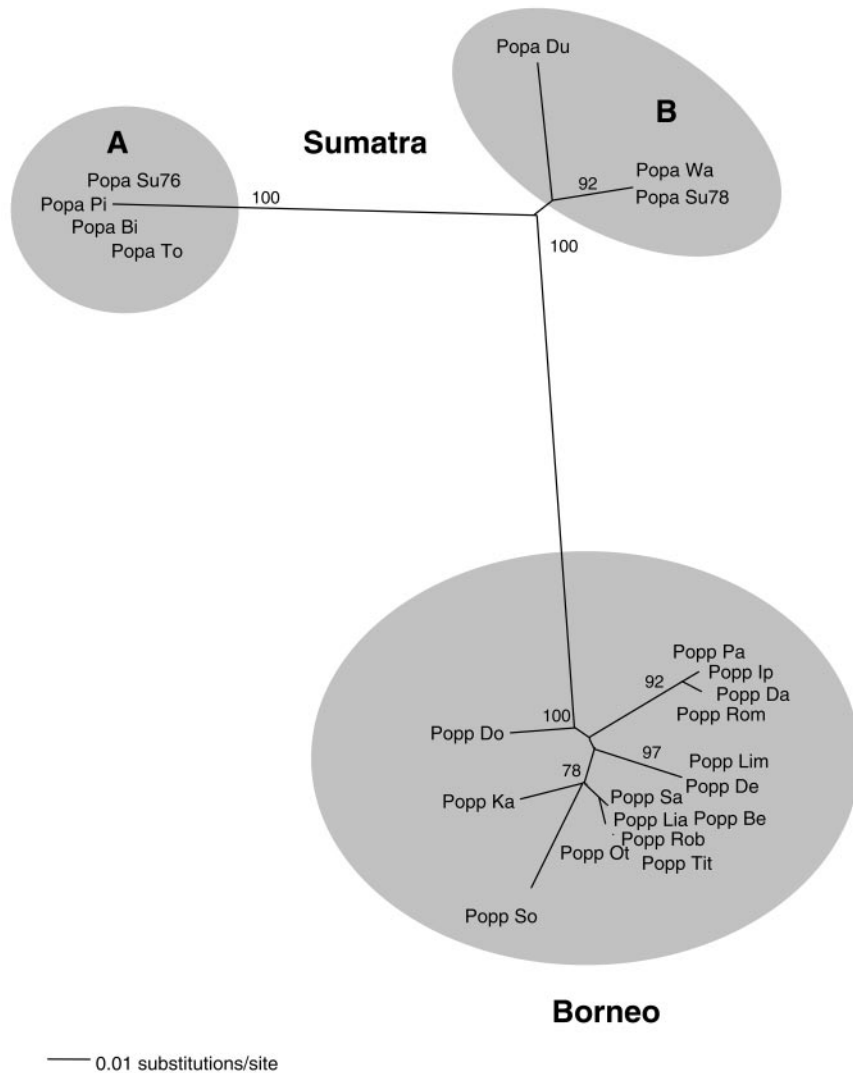 Popa Du
A
Sumatra
B
Popa Su76
Popa Pi
Popa Bi
Popa To
100
92
Popa Wa
Popa Su78
100
Popp Pa
Popp Ip
92
Popp Da
Popp Rom
100
Popp Do
97
Popp Lim
Popp De
78
Popp Ka
Popp Sa
Popp Lia
Popp Be
Popp Rob
Popp Ot
Popp Tit
Popp So
Borneo
0.01 substitutions/site